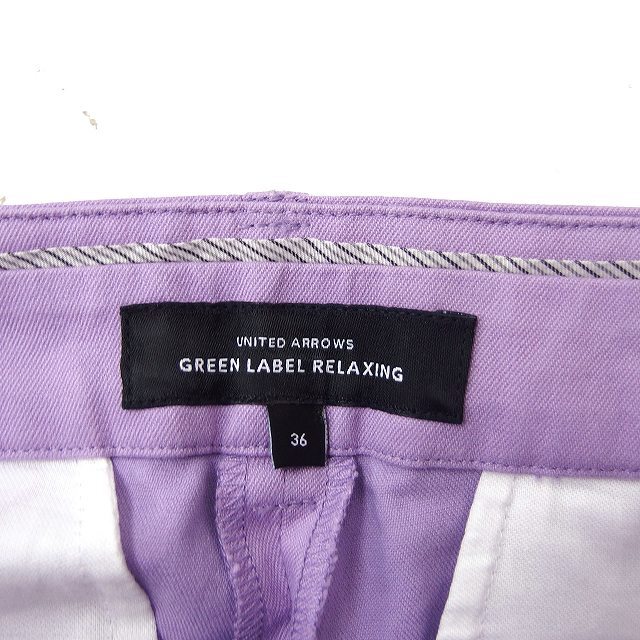 UNITED ARROWS
GREEN LABEL RELAXING
36